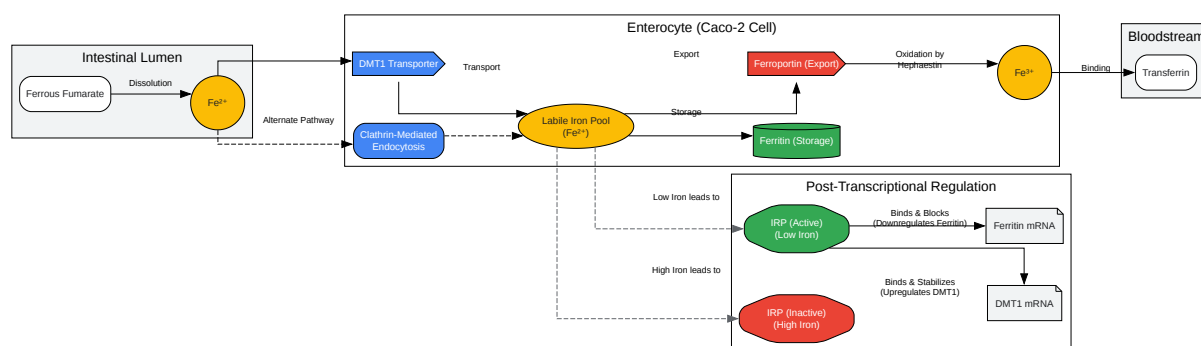 Intestinal Lumen
Ferrous Fumarate
Dissolution
Fe²⁺
Alternate Pathway
Enterocyte (Caco-2 Cell)
DMT1 Transporter
Transport
Clathrin-Mediated
Endocytosis
Labile Iron Pool
(Fe²⁺)
Export
Storage
Ferroportin (Export)
Ferritin (Storage)
Oxidation by
Hephaestin
Fe³⁺
Binding
Bloodstream
Transferrin
Post-Transcriptional Regulation
Low Iron leads to
IRP (Active)
(Low Iron)
Binds & Blocks
(Downregulates Ferritin)
Ferritin mRNA
High Iron leads to
Binds & Stabilizes
(Upregulates DMT1)
DMT1 mRNA
IRP (Inactive)
(High Iron)